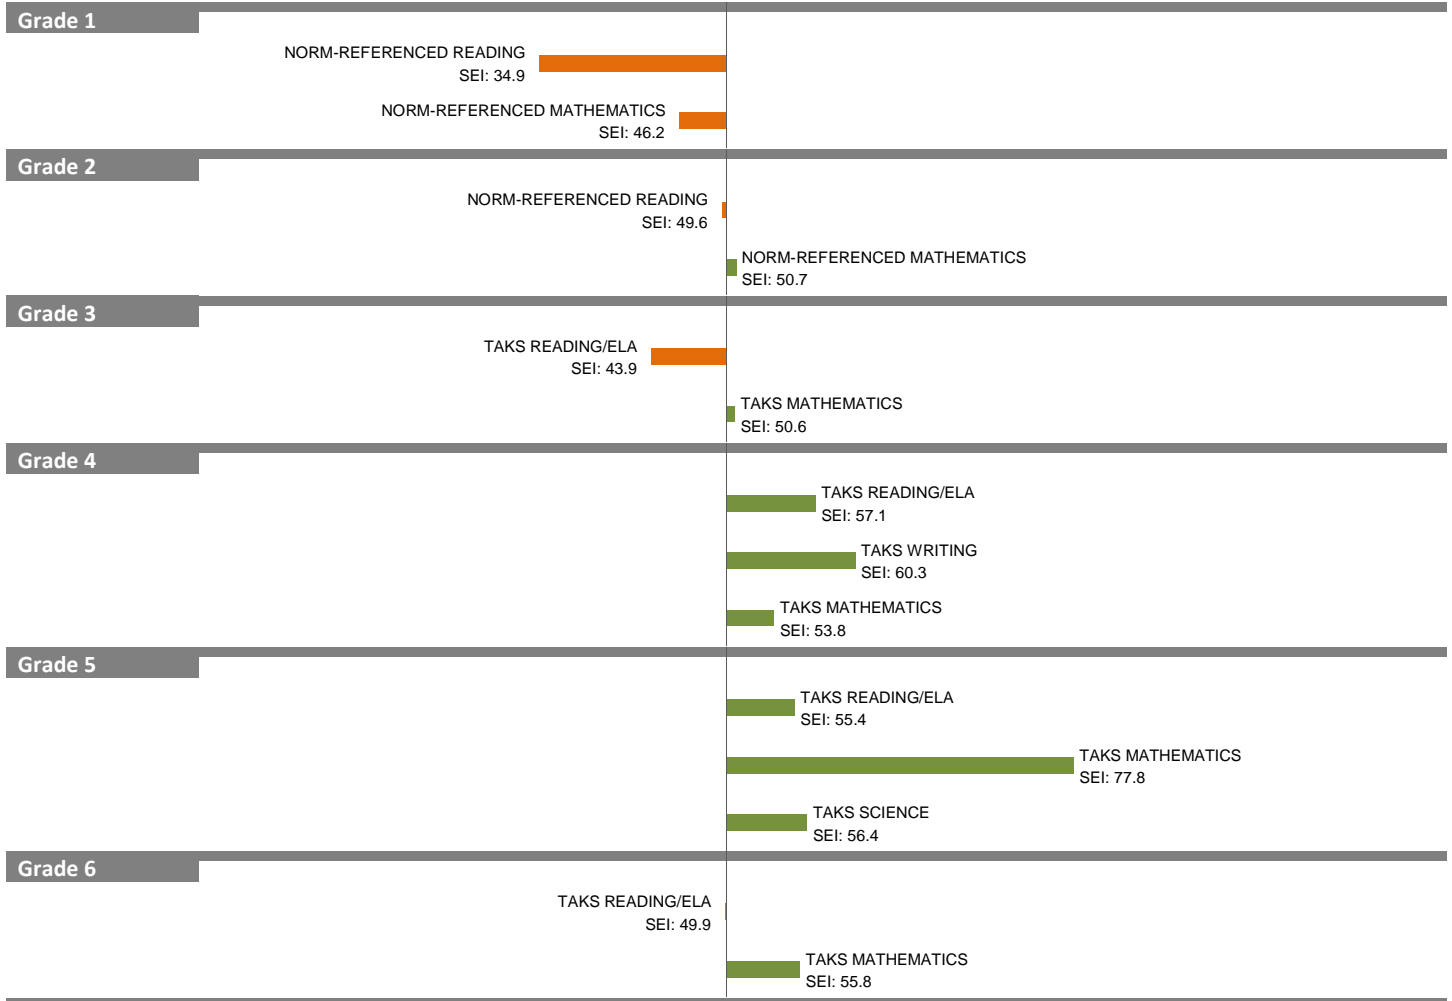 Grade 1
NORM-REFERENCED READING
SEI: 34.9
NORM-REFERENCED MATHEMATICS
SEI: 46.2
Grade 2
NORM-REFERENCED READING
SEI: 49.6
NORM-REFERENCED MATHEMATICS
SEI: 50.7
Grade 3
TAKS READING/ELA
SEI: 43.9
TAKS MATHEMATICS
SEI: 50.6
Grade 4
TAKS READING/ELA
SEI: 57.1
TAKS WRITING
SEI: 60.3
TAKS MATHEMATICS
SEI: 53.8
Grade 5
TAKS READING/ELA
SEI: 55.4
TAKS MATHEMATICS
SEI: 77.8
TAKS SCIENCE
SEI: 56.4
Grade 6
TAKS READING/ELA
SEI: 49.9
TAKS MATHEMATICS
SEI: 55.8